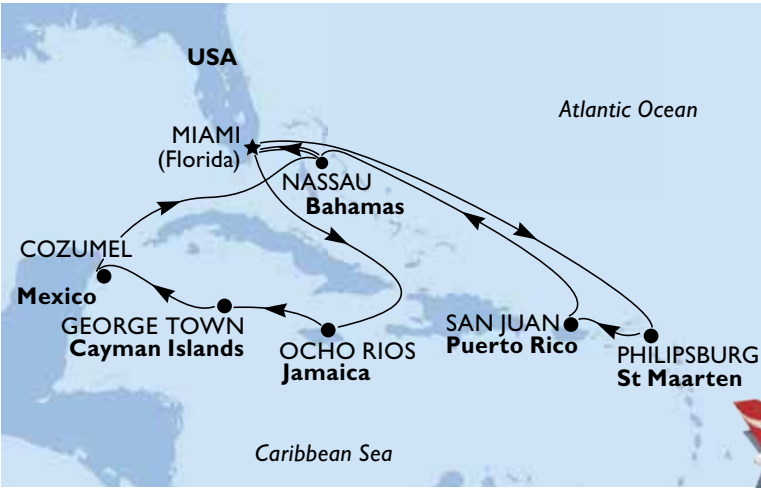 USA
Atlantic Ocean
MIAMI
(Florida)
NASSAU
Bahamas
COZUMEL
Mexico
GEORGE TOWN
Cayman Islands
OCHO RIOS
Jamaica
SAN JUAN
Puerto Rico
PHILIPSBURG
St Maarten
Caribbean Sea